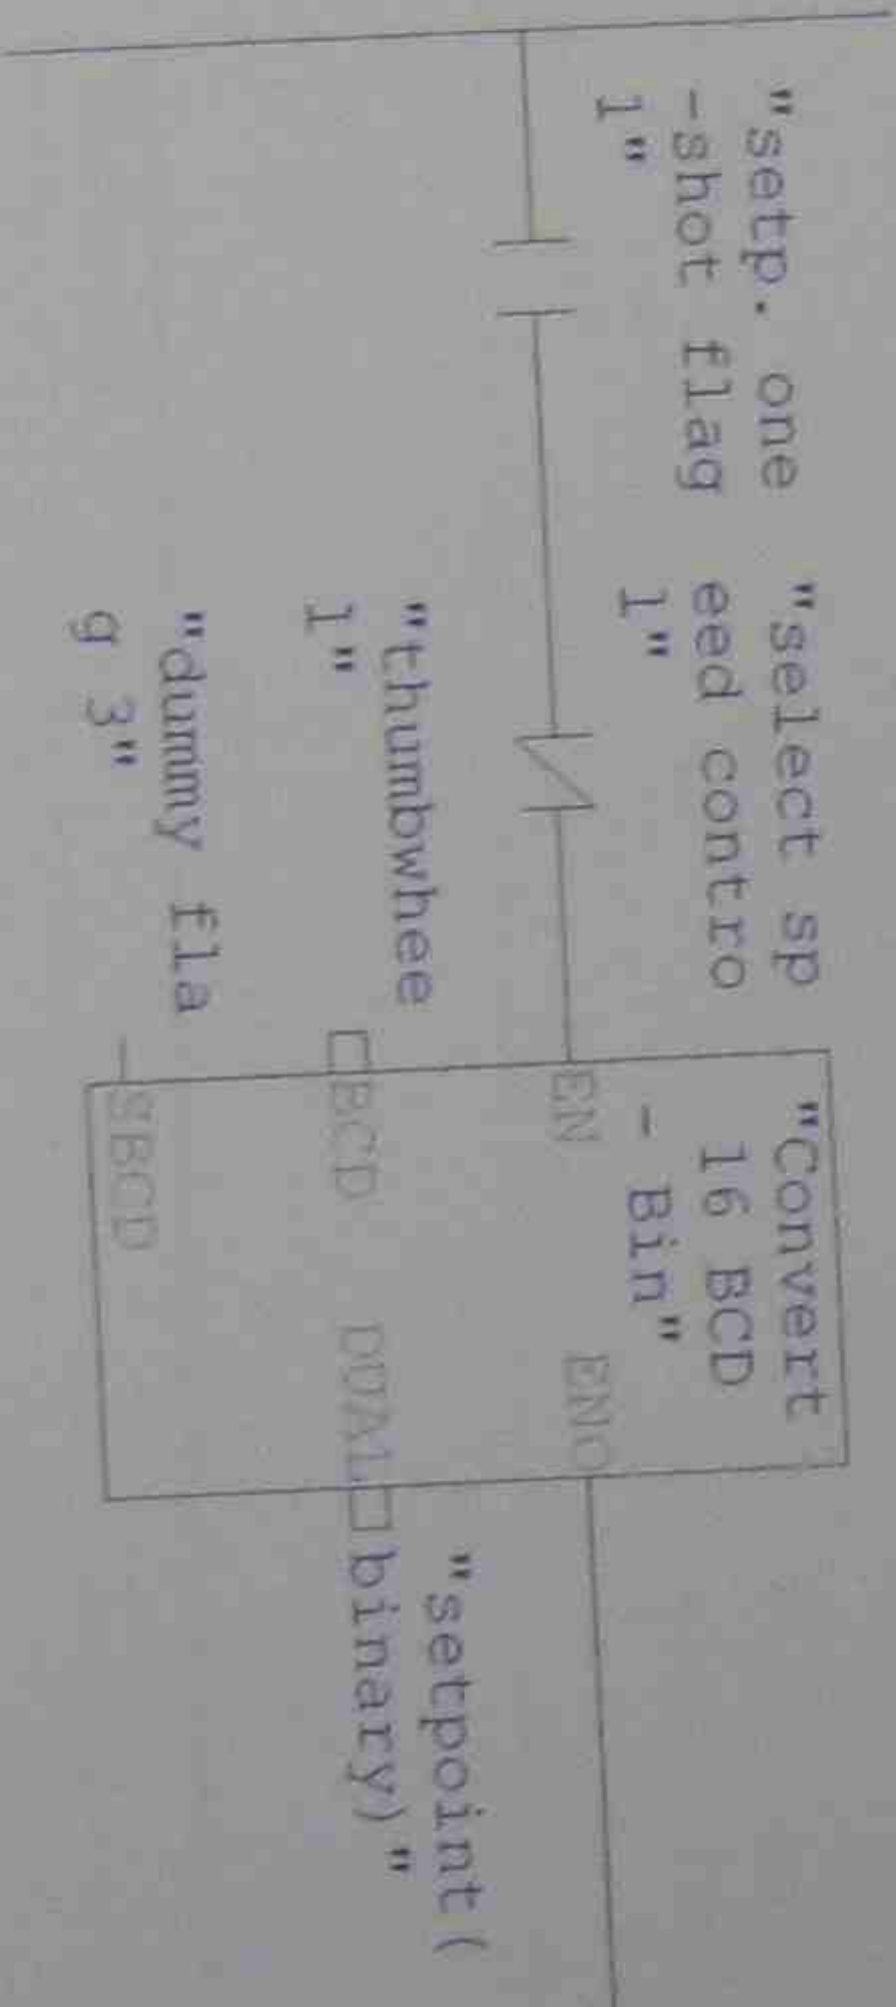 "setp. one
-shot flag
1"
"select sp
eed contro
l"
"Convert
16 BCD
- Bin"
EN
ENO
"thumbwhee
l"
BCD
DUAL
"setpoint(
binary)"
"dummy fla
g 3"
SBCD